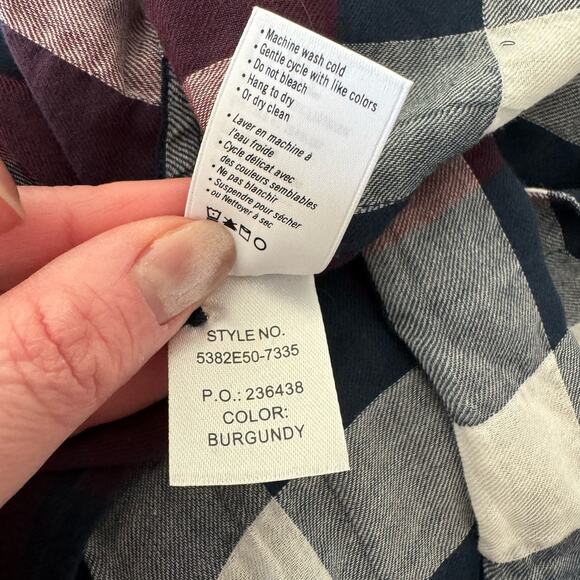 • Machine wash cold
• Gentle cycle with like colors
• Do not bleach
• Hang to dry
• Or dry clean
• Laver en machine à
l'eau froide
• Cycle délicat avec
des couleurs semblables
• Ne pas blanchir
• Suspendre pour sécher
• ou Nettoyer à sec
STYLE NO.
5382E50-7335
P.O.: 236438
COLOR:
BURGUNDY